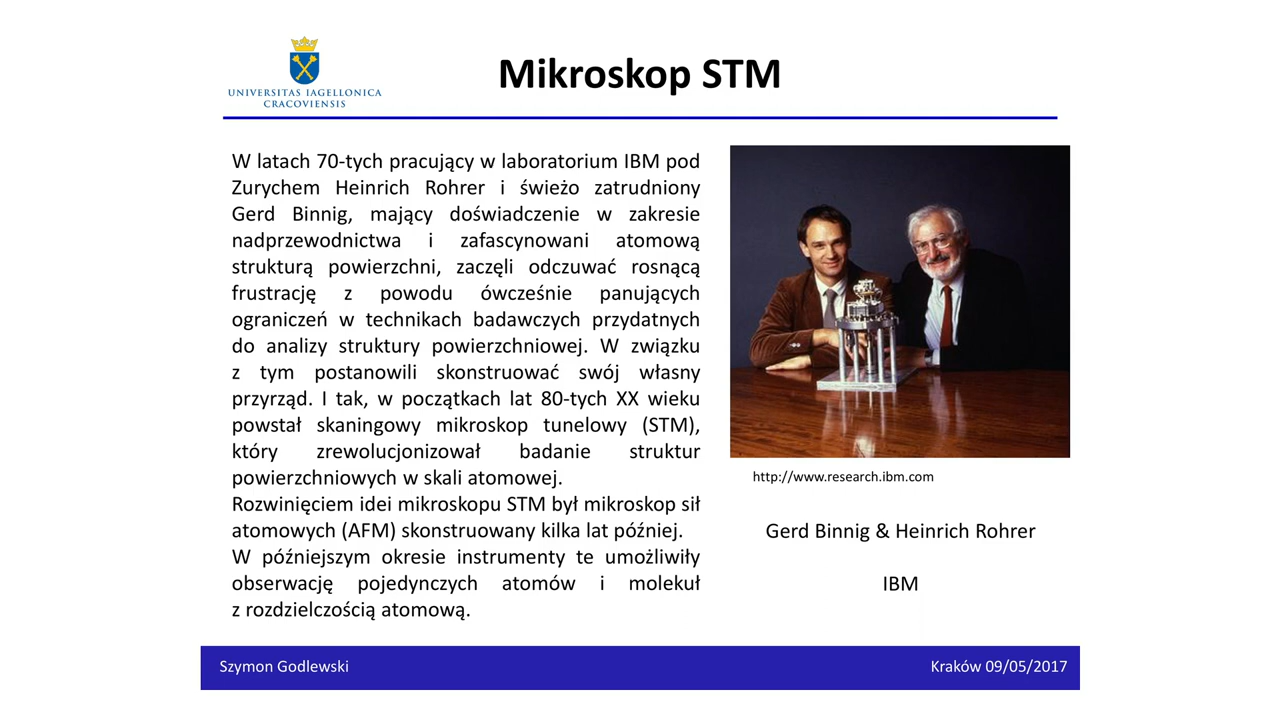 UNIVERSITAS IAGELLONICA
CRACOVIENSIS
Mikroskop STM
W latach 70-tych pracujący w laboratorium IBM pod
Zurychem Heinrich Rohrer i świeżo zatrudniony
Gerd Binnig, mający doświadczenie w zakresie
nadprzewodnictwa i zafascynowani atomową
strukturą powierzchni, zaczęli odczuwać rosnącą
frustrację z powodu ówcześnie panujących
ograniczeń w technikach badawczych przydatnych
do analizy struktury powierzchniowej. W związku
z tym postanowili skonstruować swój własny
przyrząd. I tak, w początkach lat 80-tych XX wieku
powstał skaningowy mikroskop tunelowy (STM),
który zrewolucjonizował badanie struktur
powierzchniowych w skali atomowej.
Rozwinięciem idei mikroskopu STM był mikroskop sił
atomowych (AFM) skonstruowany kilka lat później.
W późniejszym okresie instrumenty te umożliwiły
obserwację pojedynczych atomów i molekuł
z rozdzielczością atomową.
http://www.research.ibm.com
Gerd Binnig & Heinrich Rohrer
IBM
Szymon Godlewski
Kraków 09/05/2017